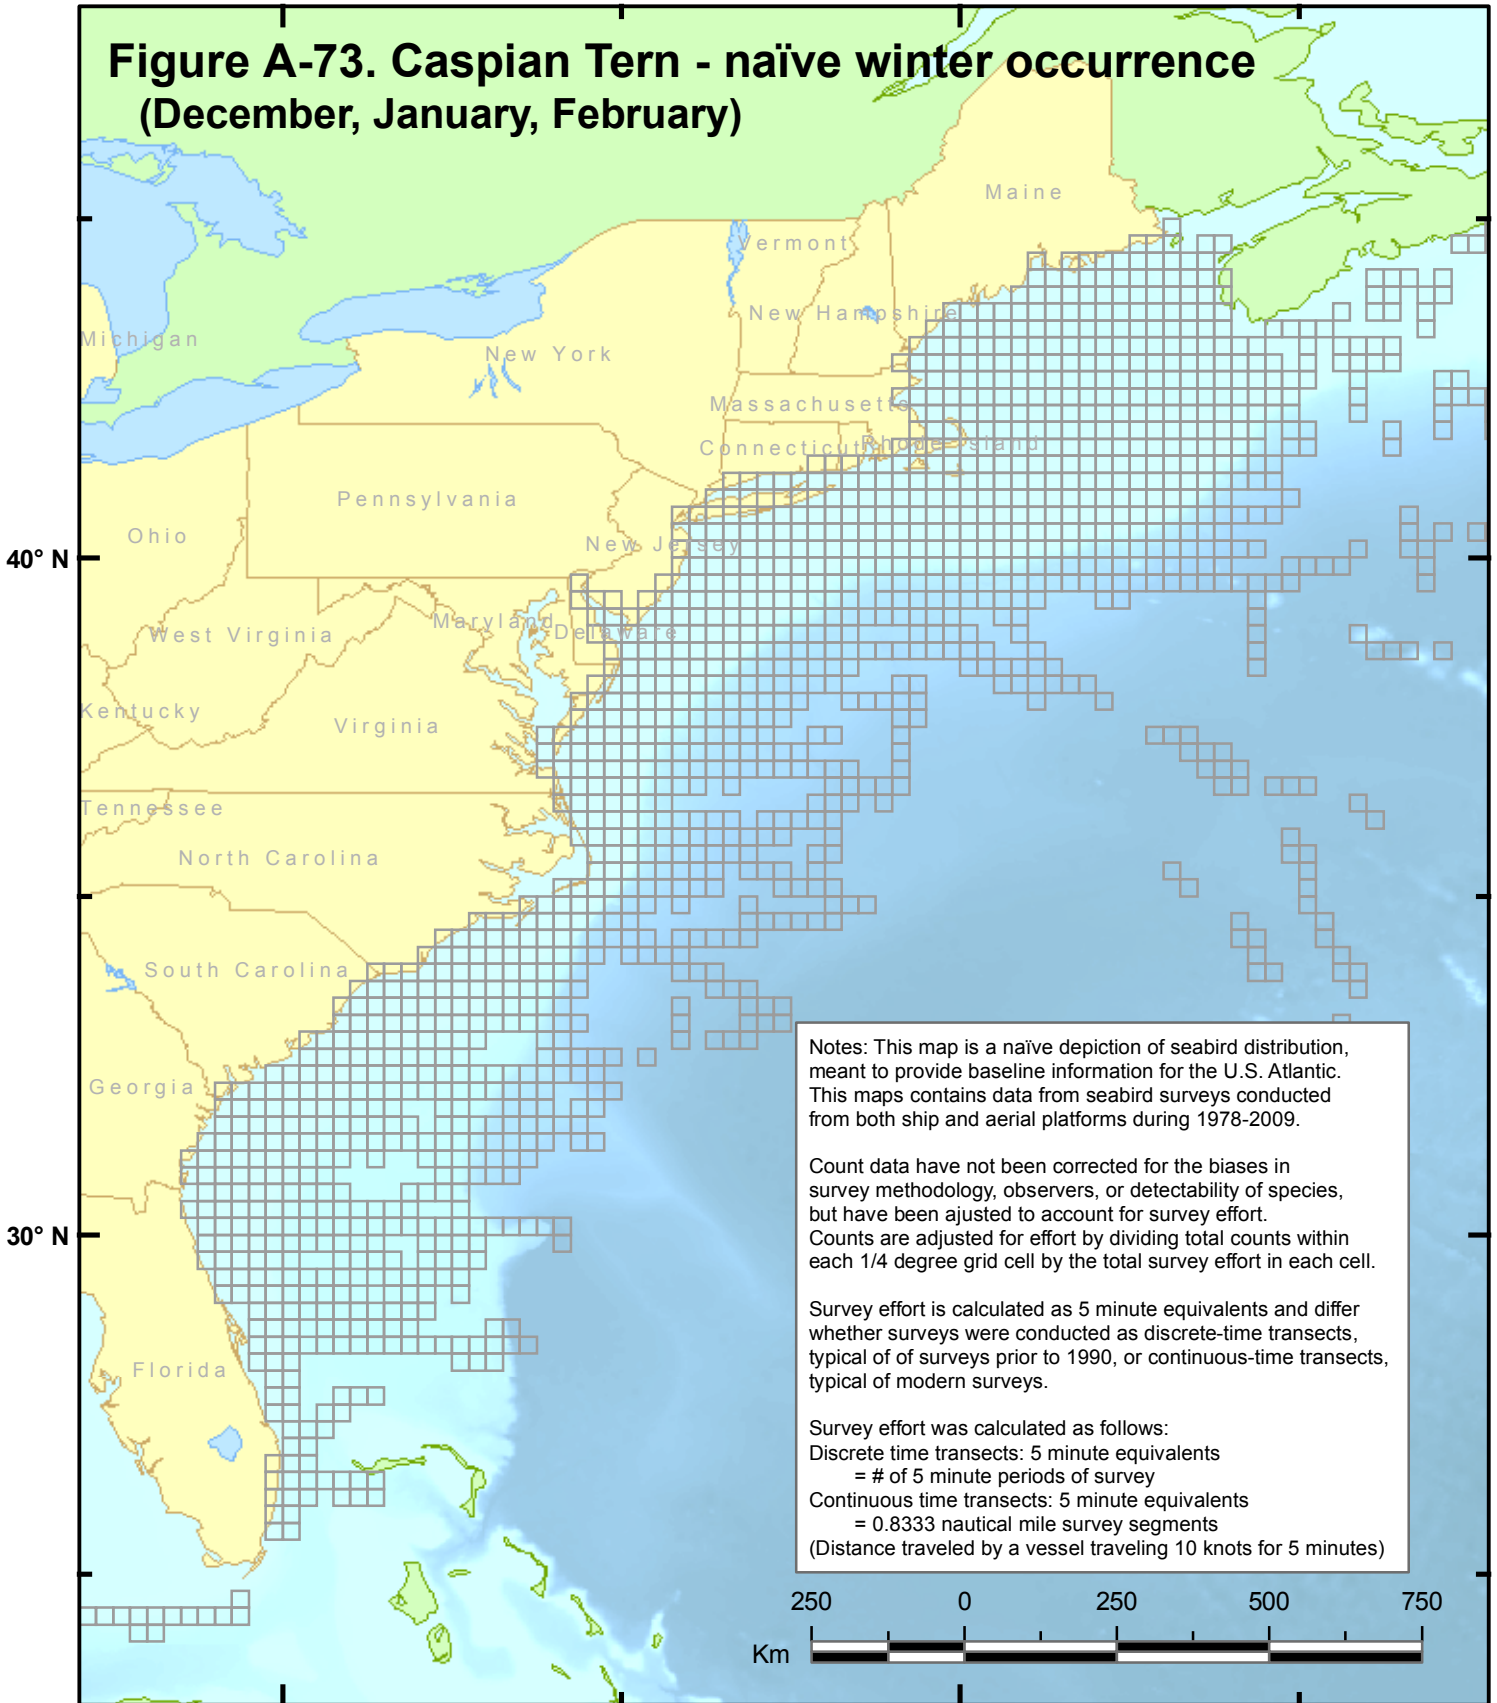 Figure A-73. Caspian Tern - naïve winter occurrence
(December, January, February)
Maine
Vermont
New Hampshire
Michigan
New York
Massachusetts
Connecticut
Rhode Island
Pennsylvania
Ohio
New Jersey
40° N
Maryland
Delaware
West Virginia
Kentucky
Virginia
Tennessee
North Carolina
South Carolina
Georgia
30° N
Florida
Notes: This map is a naïve depiction of seabird distribution,
meant to provide baseline information for the U.S. Atlantic.
This maps contains data from seabird surveys conducted
from both ship and aerial platforms during 1978-2009.
Count data have not been corrected for the biases in
survey methodology, observers, or detectability of species,
but have been ajusted to account for survey effort.
Counts are adjusted for effort by dividing total counts within
each 1/4 degree grid cell by the total survey effort in each cell.
Survey effort is calculated as 5 minute equivalents and differ
whether surveys were conducted as discrete-time transects,
typical of of surveys prior to 1990, or continuous-time transects,
typical of modern surveys.
Survey effort was calculated as follows:
Discrete time transects: 5 minute equivalents
= # of 5 minute periods of survey
Continuous time transects: 5 minute equivalents
= 0.8333 nautical mile survey segments
(Distance traveled by a vessel traveling 10 knots for 5 minutes)
250 0 250 500 750
Km